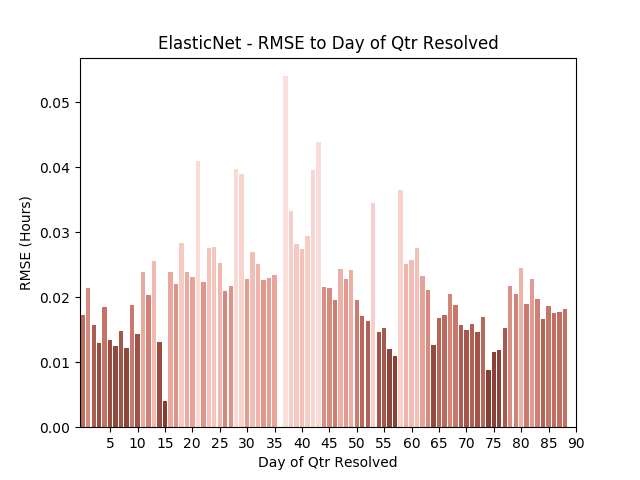 ElasticNet - RMSE to Day of Qtr Resolved
RMSE (Hours)
0.05
0.04
0.03
0.02
0.01
0.00
5 10 15 20 25 30 35 40 45 50 55 60 65 70 75 80 85 90
Day of Qtr Resolved